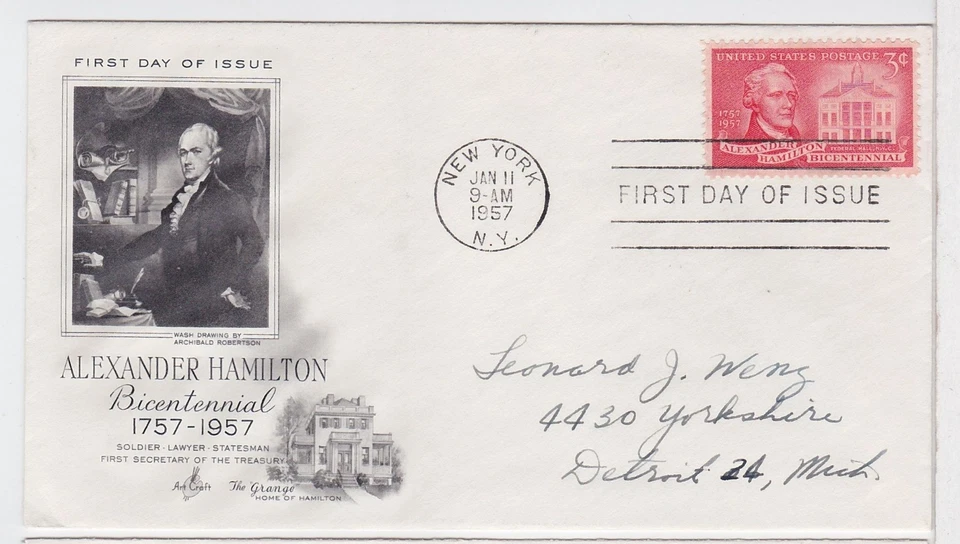 FIRST DAY OF ISSUE
WASH DRAWING BY
ARCHIBALD ROBERTSON
ALEXANDER HAMILTON
Bicentennial
1757-1957
SOLDIER-LAWYER-STATESMAN
FIRST SECRETARY OF THE TREASURY
Art Craft
The "Grange"
HOME OF HAMILTON
NEW YORK
JAN 11
9-AM
1957
N.Y.
UNITED STATES POSTAGE 3¢
1757
1957
ALEXANDER
HAMILTON
BICENTENNIAL
FEDERAL HALL, N.Y.C.
FIRST DAY OF ISSUE
Leonard J. Weng
4430 Yorkshire
Detroit 24, Mich.